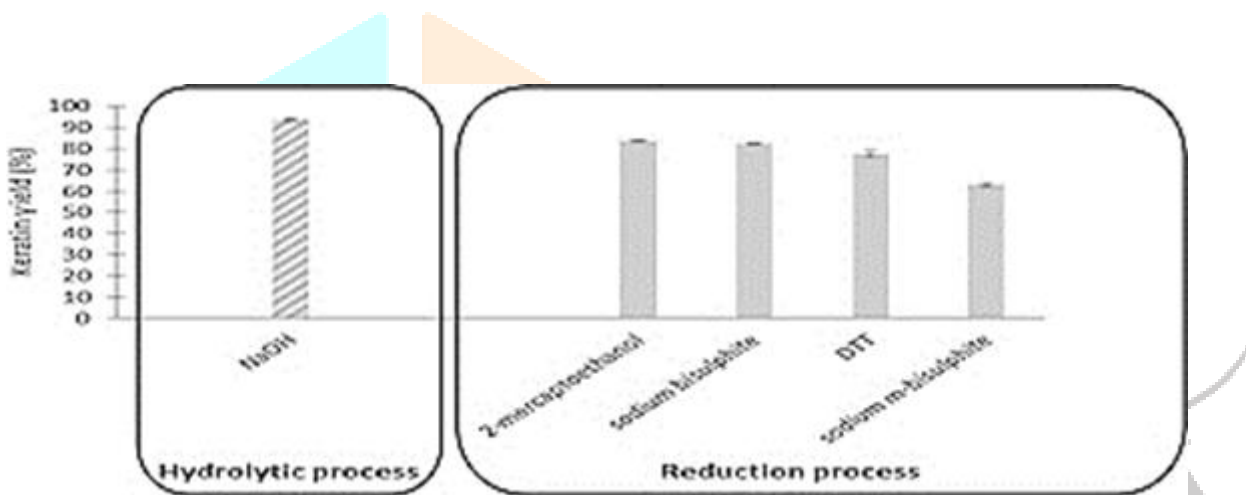 Keratin yield (%)
100
90
80
70
60
50
40
30
20
10
0
NaOH
2-mercaptoethanol
sodium bisulphite
DTT
sodium m-bisulphite
Hydrolytic process
Reduction process